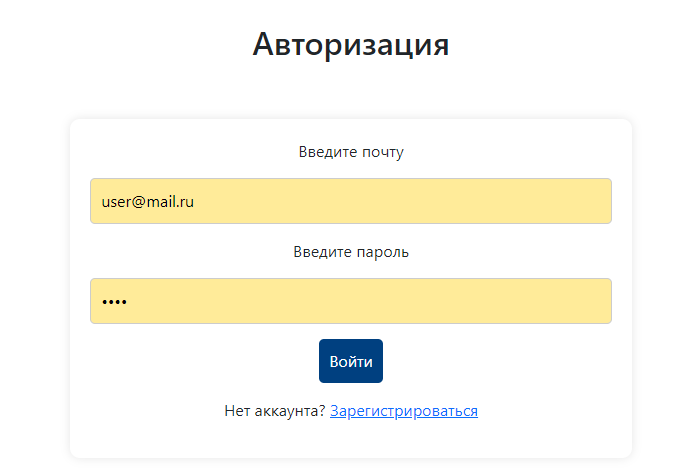 Авторизация
Введите почту
user@mail.ru
Введите пароль
••••
Войти
Нет аккаунта? Зарегистрироваться